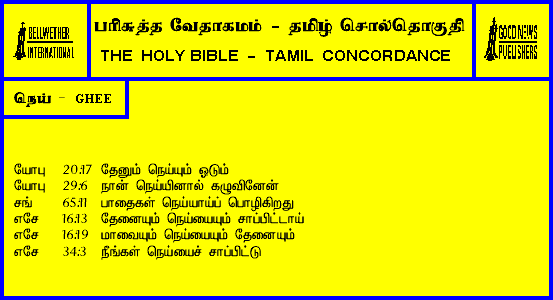 BELLWETHER
INTERNATIONAL
பரிசுத்த வேதாகமம் - தமிழ் சொல்தொகுதி
THE HOLY BIBLE - TAMIL CONCORDANCE
GOOD NEWS
PUBLISHERS
நெய் - GHEE
யோபு 20:17 தேனும் நெய்யும் ஓடும்
யோபு 29:6 நான் நெய்யினால் கழுவினேன்
சங் 65:11 பாதைகள் நெய்யாய்ப் பொழிகிறது
எசே 16:13 தேனையும் நெய்யையும் சாப்பிட்டாய்
எசே 16:19 மாவையும் நெய்யையும் தேனையும்
எசே 34:3 நீங்கள் நெய்யைச் சாப்பிட்டு